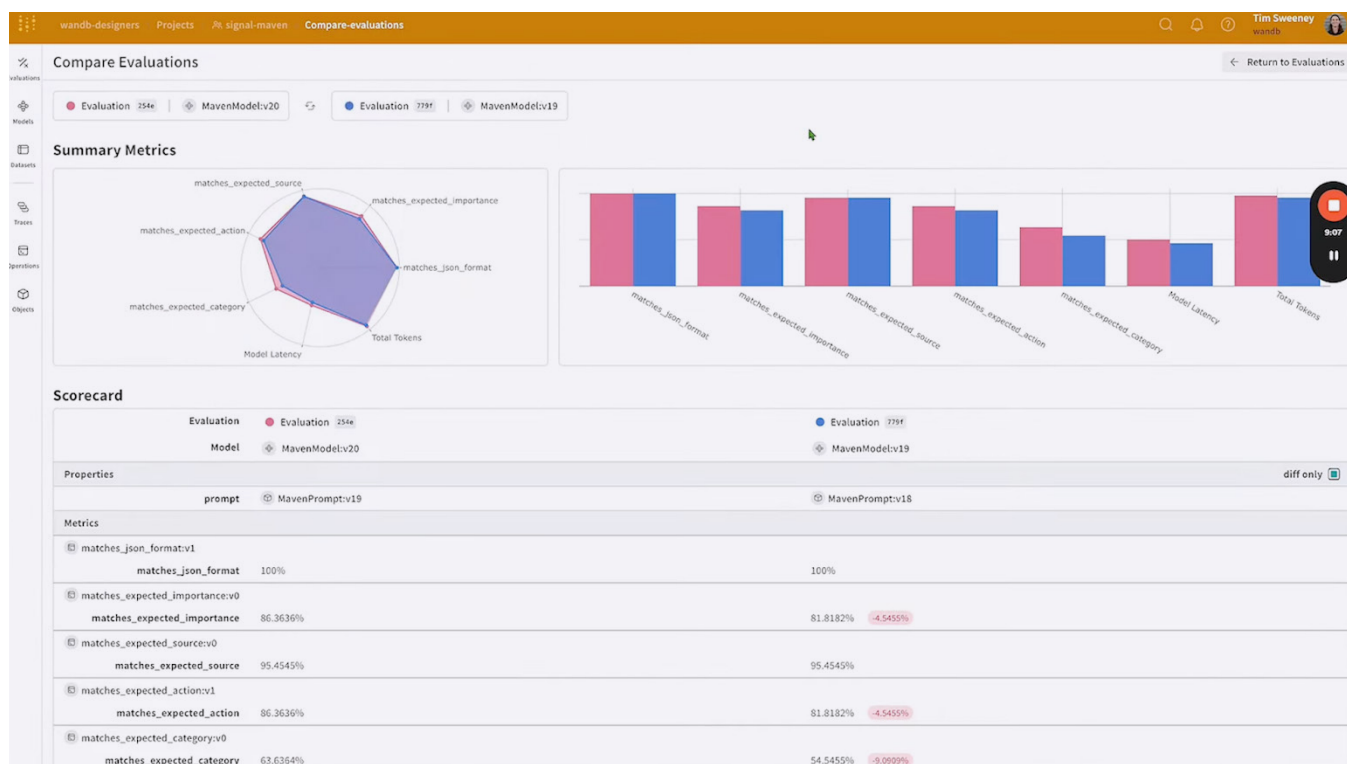 wandb-designers Projects signal-maven Compare-evaluations
Tim Sweeney
wandb
Compare Evaluations
Return to Evaluations
Evaluations
Models
Datasets
Traces
Operations
Objects
Evaluation 254e | MavenModel:v20
Evaluation 779f | MavenModel:v19
Summary Metrics
matches_expected_source
matches_expected_importance
matches_expected_action
matches_json_format
matches_expected_category
Total Tokens
Model Latency
matches_json_format
matches_expected_importance
matches_expected_source
matches_expected_action
matches_expected_category
Model Latency
Total Tokens
9:07
Scorecard
Evaluation Evaluation 254e Evaluation 779f
Model MavenModel:v20 MavenModel:v19
Properties diff only
prompt MavenPrompt:v19 MavenPrompt:v18
Metrics
matches_json_format:v1
matches_json_format 100% 100%
matches_expected_importance:v0
matches_expected_importance 86.3636% 81.8182% -4.5455%
matches_expected_source:v0
matches_expected_source 95.4545% 95.4545%
matches_expected_action:v1
matches_expected_action 86.3636% 81.8182% -4.5455%
matches_expected_category:v0
matches_expected_category 63.6364% 54.5455% -9.0909%